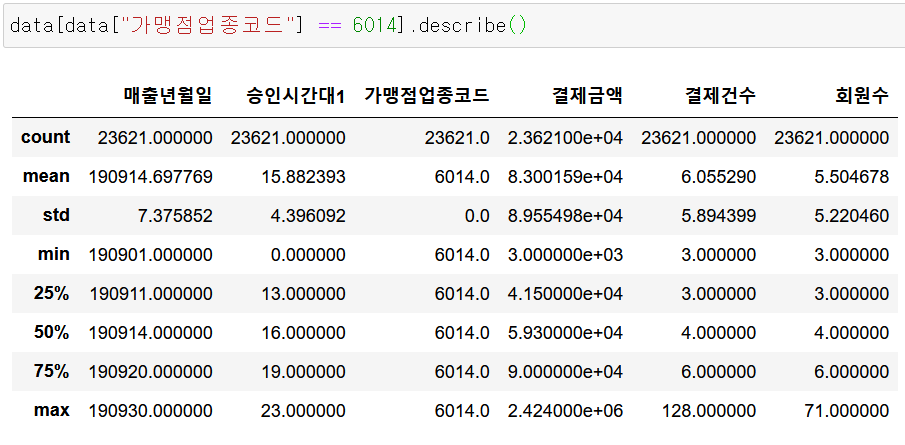 data[data["가맹점업종코드"] == 6014].describe()
매출년월일 승인시간대1 가맹점업종코드 결제금액 결제건수 회원수
count 23621.000000 23621.000000 23621.0 2.362100e+04 23621.000000 23621.000000
mean 190914.697769 15.882393 6014.0 8.300159e+04 6.055290 5.504678
std 7.375852 4.396092 0.0 8.955498e+04 5.894399 5.220460
min 190901.000000 0.000000 6014.0 3.000000e+03 3.000000 3.000000
25% 190911.000000 13.000000 6014.0 4.150000e+04 3.000000 3.000000
50% 190914.000000 16.000000 6014.0 5.930000e+04 4.000000 4.000000
75% 190920.000000 19.000000 6014.0 9.000000e+04 6.000000 6.000000
max 190930.000000 23.000000 6014.0 2.424000e+06 128.000000 71.000000